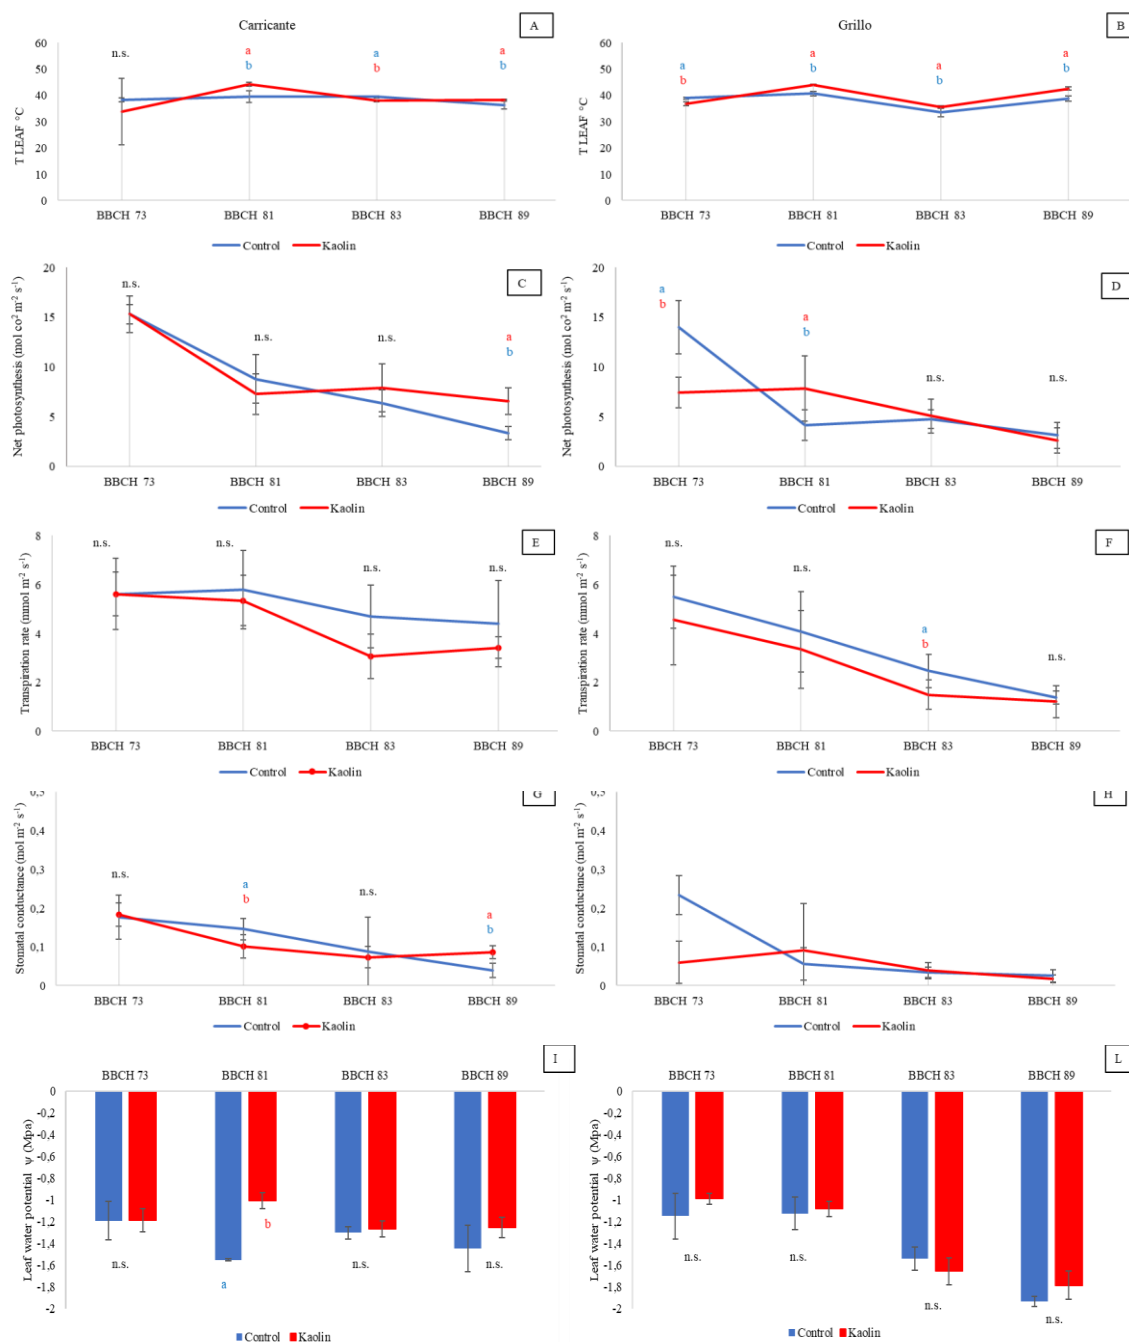 Carricante
A
T LEAF °C
60
50
40
30
20
10
0
n.s.
a
b
a
b
a
b
BBCH 73
BBCH 81
BBCH 83
BBCH 89
Control
Kaolin
Grillo
B
T LEAF °C
60
50
40
30
20
10
0
a
b
a
b
a
b
a
b
BBCH 73
BBCH 81
BBCH 83
BBCH 89
Control
Kaolin
C
Net photosynthesis (mol co² m⁻² s⁻¹)
20
15
10
5
0
n.s.
n.s.
n.s.
a
b
BBCH 73
BBCH 81
BBCH 83
BBCH 89
Control
Kaolin
D
Net photosynthesis (mol co² m⁻² s⁻¹)
20
15
10
5
0
a
b
a
b
n.s.
n.s.
BBCH 73
BBCH 81
BBCH 83
BBCH 89
Control
Kaolin
E
Transpiration rate (mmol m⁻² s⁻¹)
8
6
4
2
0
n.s.
n.s.
n.s.
n.s.
BBCH 73
BBCH 81
BBCH 83
BBCH 89
Control
Kaolin
F
Transpiration rate (mmol m⁻² s⁻¹)
8
6
4
2
0
n.s.
n.s.
a
b
n.s.
BBCH 73
BBCH 81
BBCH 83
BBCH 89
Control
Kaolin
G
Stomatal conductance (mol m⁻² s⁻¹)
0,5
0,4
0,3
0,2
0,1
0
n.s.
a
b
n.s.
a
b
BBCH 73
BBCH 81
BBCH 83
BBCH 89
Control
Kaolin
H
Stomatal conductance (mol m⁻² s⁻¹)
0,5
0,4
0,3
0,2
0,1
0
BBCH 73
BBCH 81
BBCH 83
BBCH 89
Control
Kaolin
I
BBCH 73
BBCH 81
BBCH 83
BBCH 89
Leaf water potential ψ (Mpa)
0
-0,2
-0,4
-0,6
-0,8
-1
-1,2
-1,4
-1,6
-1,8
-2
n.s.
a
b
n.s.
n.s.
Control
Kaolin
L
BBCH 73
BBCH 81
BBCH 83
BBCH 89
Leaf water potential ψ (Mpa)
0
-0,2
-0,4
-0,6
-0,8
-1
-1,2
-1,4
-1,6
-1,8
-2
n.s.
n.s.
n.s.
n.s.
Control
Kaolin